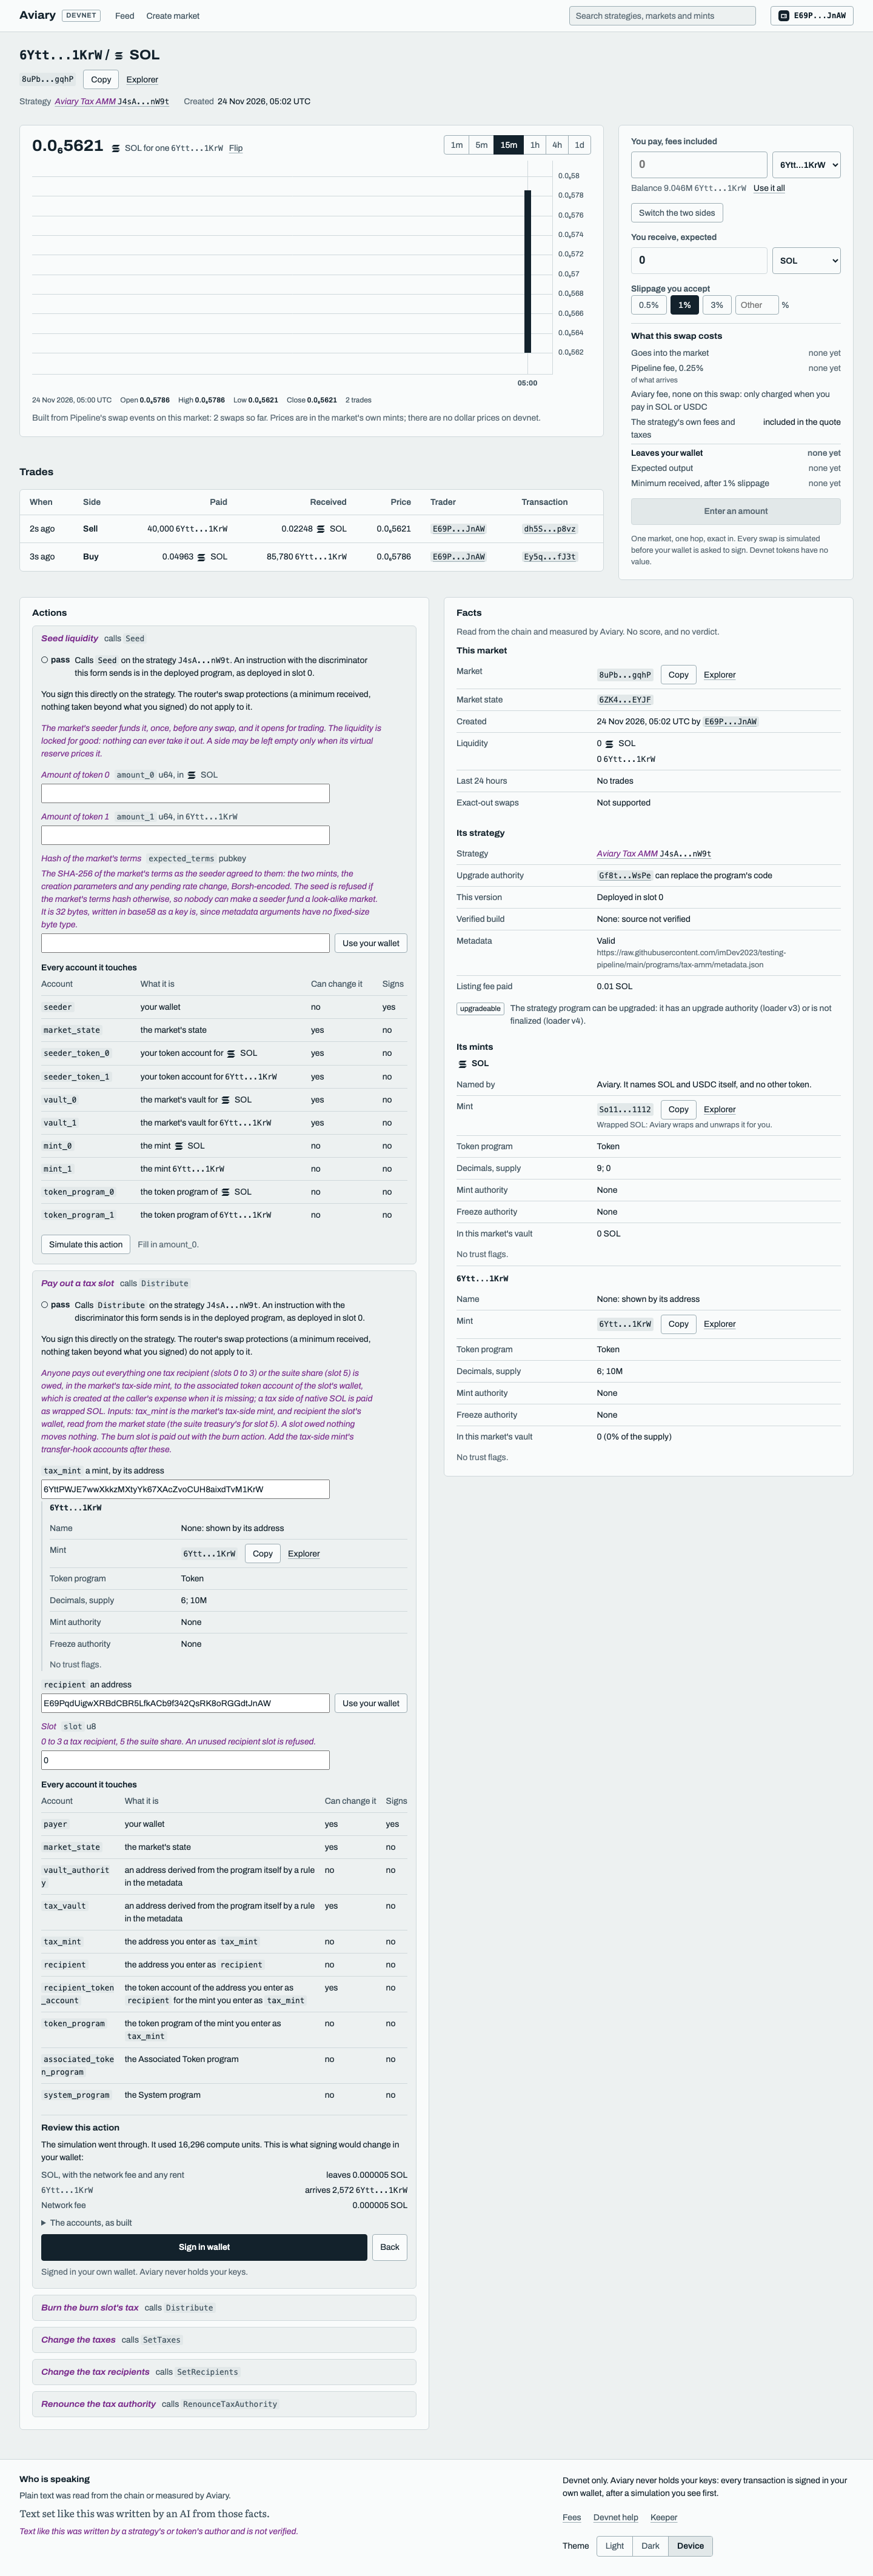 Aviary DEVNET Feed Create market Search strategies, markets and mints E69P...JnAW
6Ytt...1KrW / SOL
8uPb...gqhP Copy Explorer
Strategy Aviary Tax AMM J4sA...nW9t Created 24 Nov 2026, 05:02 UTC
0.0₆5621 SOL for one 6Ytt...1KrW Flip 1m 5m 15m 1h 4h 1d
0.0₆58
0.0₆578
0.0₆576
0.0₆574
0.0₆572
0.0₆57
0.0₆568
0.0₆566
0.0₆564
0.0₆562
05:00
24 Nov 2026, 05:00 UTC Open 0.0₆5786 High 0.0₆5786 Low 0.0₆5621 Close 0.0₆5621 2 trades
Built from Pipeline's swap events on this market: 2 swaps so far. Prices are in the market's own mints; there are no dollar prices on devnet.
Trades
When Side Paid Received Price Trader Transaction
2s ago Sell 40,000 6Ytt...1KrW 0.02248 SOL 0.0₆5621 E69P...JnAW dh5S...p8vz
3s ago Buy 0.04963 SOL 85,780 6Ytt...1KrW 0.0₆5786 E69P...JnAW Ey5q...fJ3t
You pay, fees included
0 6Ytt...1KrW
Balance 9.046M 6Ytt...1KrW Use it all
Switch the two sides
You receive, expected
0 SOL
Slippage you accept
0.5% 1% 3% Other %
What this swap costs
Goes into the market none yet
Pipeline fee, 0.25% none yet
of what arrives
Aviary fee, none on this swap: only charged when you
pay in SOL or USDC
The strategy's own fees and included in the quote
taxes
Leaves your wallet none yet
Expected output none yet
Minimum received, after 1% slippage none yet
Enter an amount
One market, one hop, exact in. Every swap is simulated
before your wallet is asked to sign. Devnet tokens have no
value.
Actions
Seed liquidity calls Seed
pass Calls Seed on the strategy J4sA...nW9t. An instruction with the discriminator
this form sends is in the deployed program, as deployed in slot 0.
You sign this directly on the strategy. The router's swap protections (a minimum received,
nothing taken beyond what you signed) do not apply to it.
The market's seeder funds it, once, before any swap, and it opens for trading. The liquidity is
locked for good: nothing can ever take it out. A side may be left empty only when its virtual
reserve prices it.
Amount of token 0 amount_0 u64, in SOL
Amount of token 1 amount_1 u64, in 6Ytt...1KrW
Hash of the market's terms expected_terms pubkey
The SHA-256 of the market's terms as the seeder agreed to them: the two mints, the
creation parameters and any pending rate change, Borsh-encoded. The seed is refused if
the market's terms hash otherwise, so nobody can make a seeder fund a look-alike market.
It is 32 bytes, written in base58 as a key is, since metadata arguments have no fixed-size
byte type.
Use your wallet
Every account it touches
Account What it is Can change it Signs
seeder your wallet no yes
market_state the market's state yes no
seeder_token_0 your token account for SOL yes no
seeder_token_1 your token account for 6Ytt...1KrW yes no
vault_0 the market's vault for SOL yes no
vault_1 the market's vault for 6Ytt...1KrW yes no
mint_0 the mint SOL no no
mint_1 the mint 6Ytt...1KrW no no
token_program_0 the token program of SOL no no
token_program_1 the token program of 6Ytt...1KrW no no
Simulate this action Fill in amount_0.
Pay out a tax slot calls Distribute
pass Calls Distribute on the strategy J4sA...nW9t. An instruction with the
discriminator this form sends is in the deployed program, as deployed in slot 0.
You sign this directly on the strategy. The router's swap protections (a minimum received,
nothing taken beyond what you signed) do not apply to it.
Anyone pays out everything one tax recipient (slots 0 to 3) or the suite share (slot 5) is
owed, in the market's tax-side mint, to the associated token account of the slot's wallet,
which is created at the caller's expense when it is missing; a tax side of native SOL is paid
as wrapped SOL. Inputs: tax_mint is the market's tax-side mint, and recipient the slot's
wallet, read from the market state (the suite treasury's for slot 5). A slot owed nothing
moves nothing. The burn slot is paid out with the burn action. Add the tax-side mint's
transfer-hook accounts after these.
tax_mint a mint, by its address
6YttPWJE7wwXkkzMXtyYk67XAcZvoCUH8aixdTvM1KrW
6Ytt...1KrW
Name None: shown by its address
Mint 6Ytt...1KrW Copy Explorer
Token program Token
Decimals, supply 6; 10M
Mint authority None
Freeze authority None
No trust flags.
recipient an address
E69PqdUigwXRBdCBR5LfkACb9f342QsRK8oRGGdtJnAW Use your wallet
Slot slot u8
0 to 3 a tax recipient, 5 the suite share. An unused recipient slot is refused.
0
Every account it touches
Account What it is Can change it Signs
payer your wallet yes yes
market_state the market's state yes no
vault_authorit an address derived from the program itself by a rule no no
y in the metadata
tax_vault an address derived from the program itself by a rule yes no
in the metadata
tax_mint the address you enter as tax_mint no no
recipient the address you enter as recipient no no
recipient_token the token account of the address you enter as yes no
_account recipient for the mint you enter as tax_mint
token_program the token program of the mint you enter as no no
tax_mint
associated_toke the Associated Token program no no
n_program
system_program the System program no no
Review this action
The simulation went through. It used 16,296 compute units. This is what signing would change in
your wallet:
SOL, with the network fee and any rent leaves 0.000005 SOL
6Ytt...1KrW arrives 2,572 6Ytt...1KrW
Network fee 0.000005 SOL
The accounts, as built
Sign in wallet Back
Signed in your own wallet. Aviary never holds your keys.
Burn the burn slot's tax calls Distribute
Change the taxes calls SetTaxes
Change the tax recipients calls SetRecipients
Renounce the tax authority calls RenounceTaxAuthority
Facts
Read from the chain and measured by Aviary. No score, and no verdict.
This market
Market 8uPb...gqhP Copy Explorer
Market state 6ZK4...EYJF
Created 24 Nov 2026, 05:02 UTC by E69P...JnAW
Liquidity 0 SOL
0 6Ytt...1KrW
Last 24 hours No trades
Exact-out swaps Not supported
Its strategy
Strategy Aviary Tax AMM J4sA...nW9t
Upgrade authority Gf8t...WsPe can replace the program's code
This version Deployed in slot 0
Verified build None: source not verified
Metadata Valid
https://raw.githubusercontent.com/imDev2023/testing-
pipeline/main/programs/tax-amm/metadata.json
Listing fee paid 0.01 SOL
upgradeable The strategy program can be upgraded: it has an upgrade authority (loader v3) or is not
finalized (loader v4).
Its mints
SOL
Named by Aviary. It names SOL and USDC itself, and no other token.
Mint So11...1112 Copy Explorer
Wrapped SOL: Aviary wraps and unwraps it for you.
Token program Token
Decimals, supply 9; 0
Mint authority None
Freeze authority None
In this market's vault 0 SOL
No trust flags.
6Ytt...1KrW
Name None: shown by its address
Mint 6Ytt...1KrW Copy Explorer
Token program Token
Decimals, supply 6; 10M
Mint authority None
Freeze authority None
In this market's vault 0 (0% of the supply)
No trust flags.
Who is speaking
Plain text was read from the chain or measured by Aviary.
Text set like this was written by an AI from those facts.
Text like this was written by a strategy's or token's author and is not verified.
Devnet only. Aviary never holds your keys: every transaction is signed in your
own wallet, after a simulation you see first.
Fees Devnet help Keeper
Theme Light Dark Device